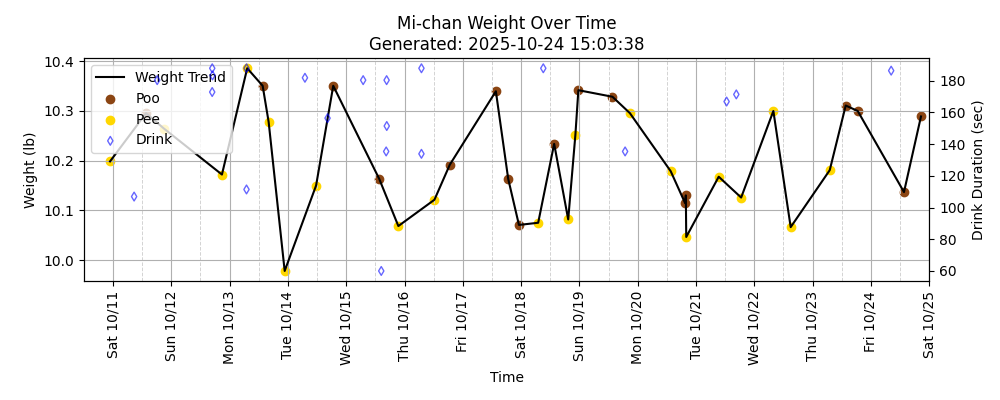 Mi-chan Weight Over Time
Generated: 2025-10-24 15:03:38
Weight (lb)
10.4
10.3
10.2
10.1
10.0
Weight Trend
Poo
Pee
Drink
180
160
140
120
100
80
60
Drink Duration (sec)
Sat 10/11
Sun 10/12
Mon 10/13
Tue 10/14
Wed 10/15
Thu 10/16
Fri 10/17
Sat 10/18
Sun 10/19
Mon 10/20
Tue 10/21
Wed 10/22
Thu 10/23
Fri 10/24
Sat 10/25
Time